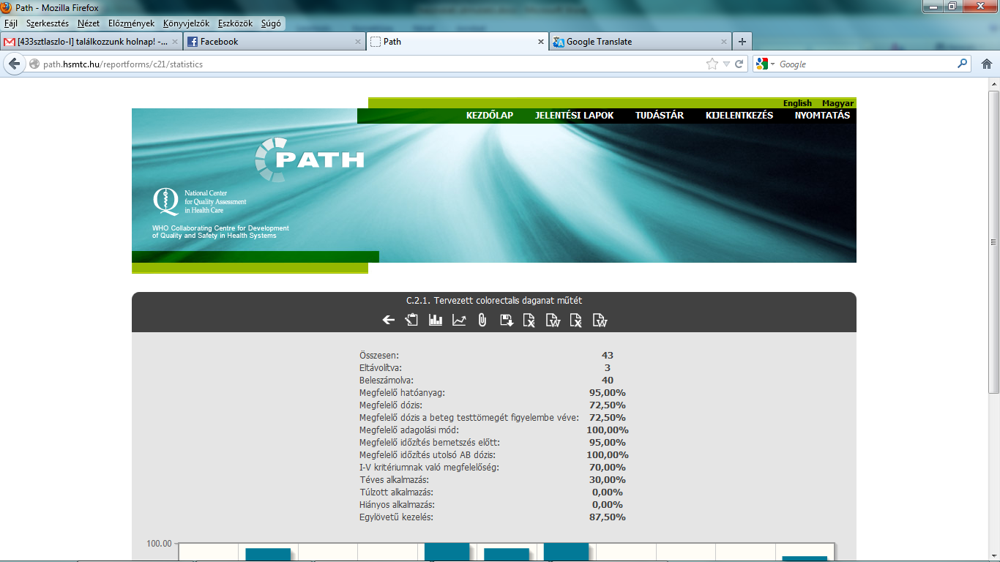 Path - Mozilla Firefox
Fájl Szerkesztés Nézet Előzmények Könyvjelzők Eszközök Súgó
[433sztlaszlo-l] találkozzunk holnap! -... Facebook Path Google Translate
path.hsmtc.hu/reportforms/c21/statistics Google
English Magyar
KEZDŐLAP JELENTÉSI LAPOK TUDÁSTÁR KIJELENTKEZÉS NYOMTATÁS
PATH
National Center
for Quality Assessment
in Health Care
WHO Collaborating Centre for Development
of Quality and Safety in Health Systems
C.2.1. Tervezett colorectalis daganat műtét
Összesen: 43
Eltávolítva: 3
Beleszámolva: 40
Megfelelő hatóanyag: 95,00%
Megfelelő dózis: 72,50%
Megfelelő dózis a beteg testtömegét figyelembe véve: 72,50%
Megfelelő adagolási mód: 100,00%
Megfelelő időzítés bemetszés előtt: 95,00%
Megfelelő időzítés utolsó AB dózis: 100,00%
I-V kritériumnak való megfelelőség: 70,00%
Téves alkalmazás: 30,00%
Túlzott alkalmazás: 0,00%
Hiányos alkalmazás: 0,00%
Egylövetű kezelés: 87,50%
100.00